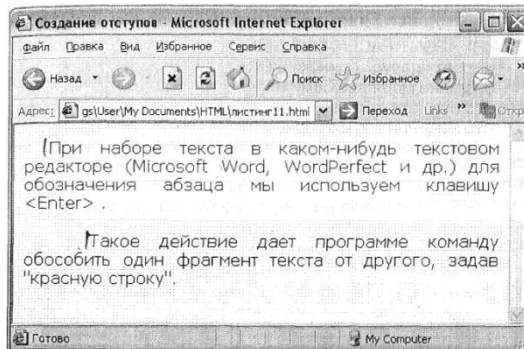 Создание отступов - Microsoft Internet Explorer
Файл Правка Вид Избранное Сервис Справка
Назад Поиск Избранное
Адрес: gs\User\My Documents\HTML\листинг11.html Переход Links
При наборе текста в каком-нибудь текстовом
редакторе (Microsoft Word, WordPerfect и др.) для
обозначения абзаца мы используем клавишу
<Enter> .
Такое действие дает программе команду
обособить один фрагмент текста от другого, задав
"красную строку".
Готово My Computer